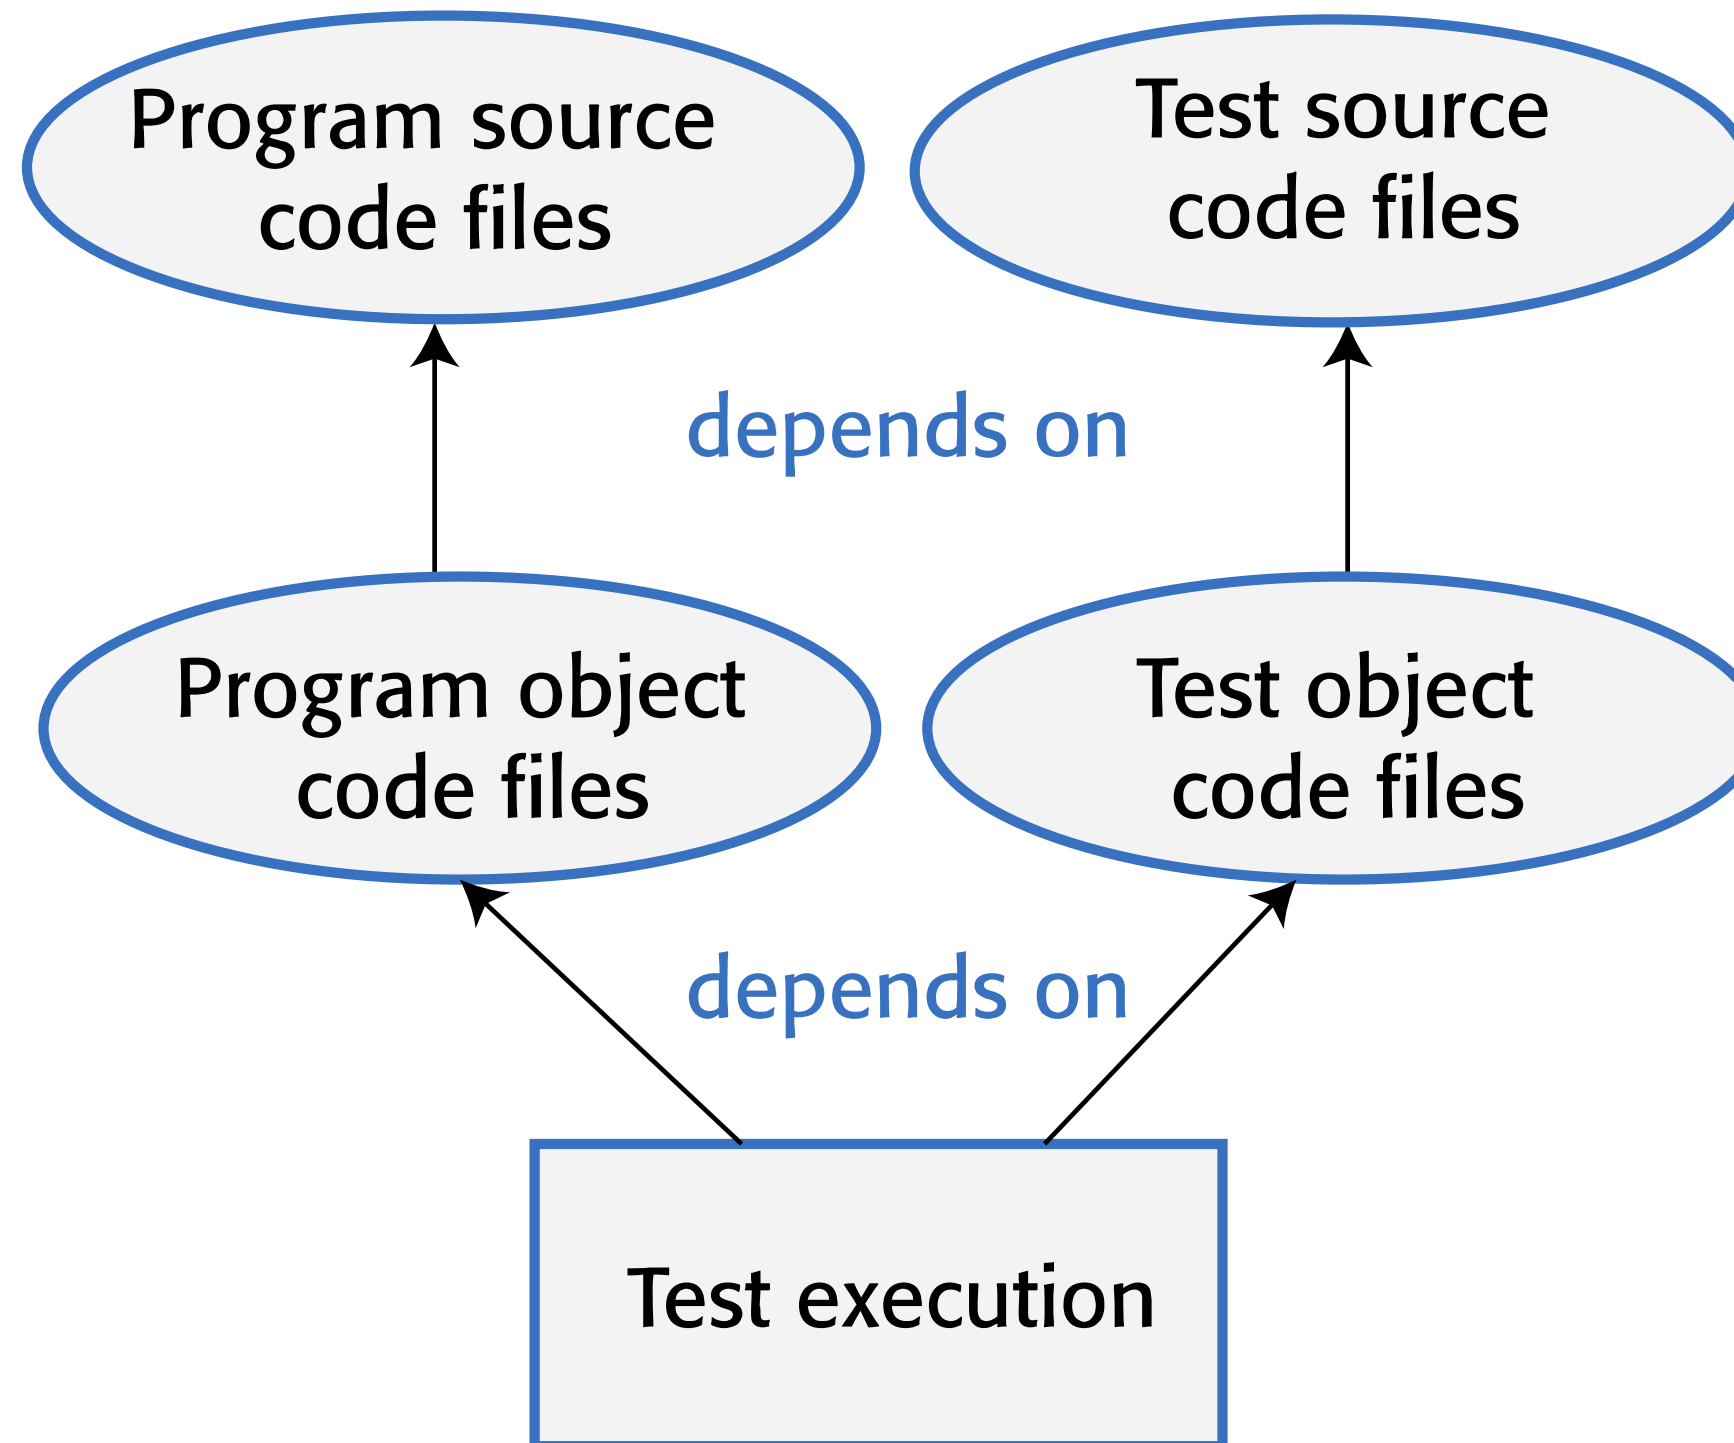 Program source
code files
Test source
code files
depends on
Program object
code files
Test object
code files
depends on
Test execution